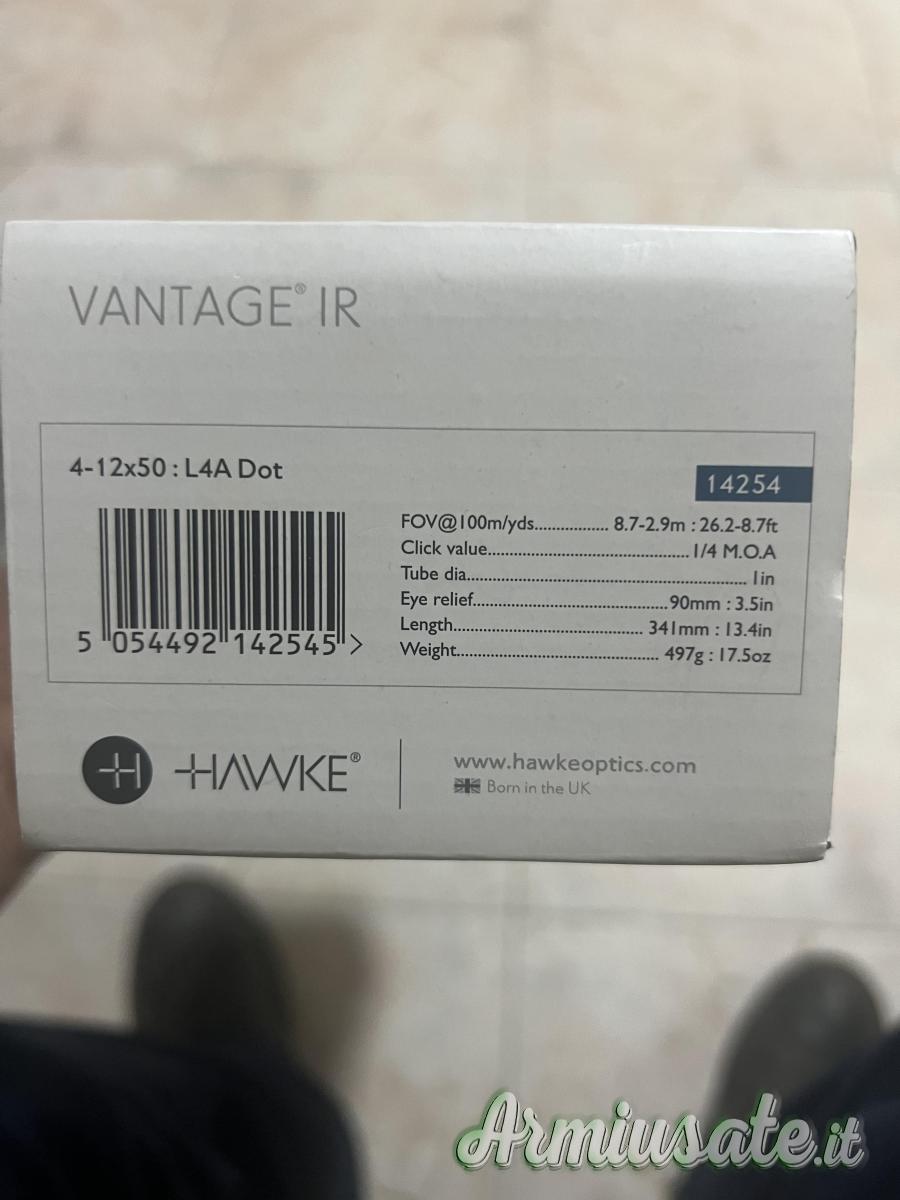 VANTAGE® IR
4-12x50 : L4A Dot
14254
FOV@100m/yds................ 8.7-2.9m : 26.2-8.7ft
Click value........................................ 1/4 M.O.A
Tube dia....................................................... 1in
Eye relief......................................90mm : 3.5in
Length..................................... 341mm : 13.4in
Weight........................................ 497g : 17.5oz
5 054492 142545 >
HAWKE®
www.hawkeoptics.com
Born in the UK
Armiusate.it